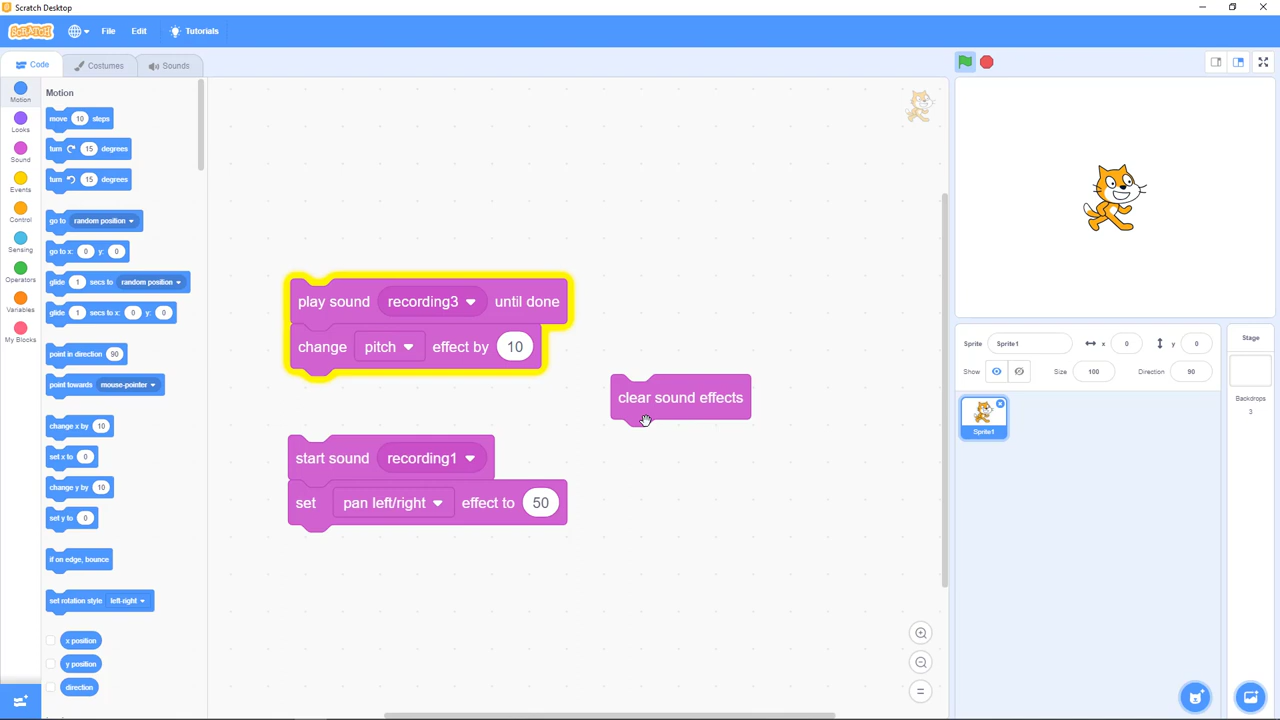 Scratch Desktop
SCRATCH File Edit Tutorials
Code Costumes Sounds
Motion
Looks
Sound
Events
Control
Sensing
Operators
Variables
My Blocks
Motion
move 10 steps
turn 15 degrees
turn 15 degrees
go to random position
go to x: 0 y: 0
glide 1 secs to random position
glide 1 secs to x: 0 y: 0
point in direction 90
point towards mouse-pointer
change x by 10
set x to 0
change y by 10
set y to 0
if on edge, bounce
set rotation style left-right
x position
y position
direction
play sound recording3 until done
change pitch effect by 10
clear sound effects
start sound recording1
set pan left/right effect to 50
Sprite Sprite1 x 0 y 0
Show Size 100 Direction 90
Sprite1
Stage
Backdrops
3